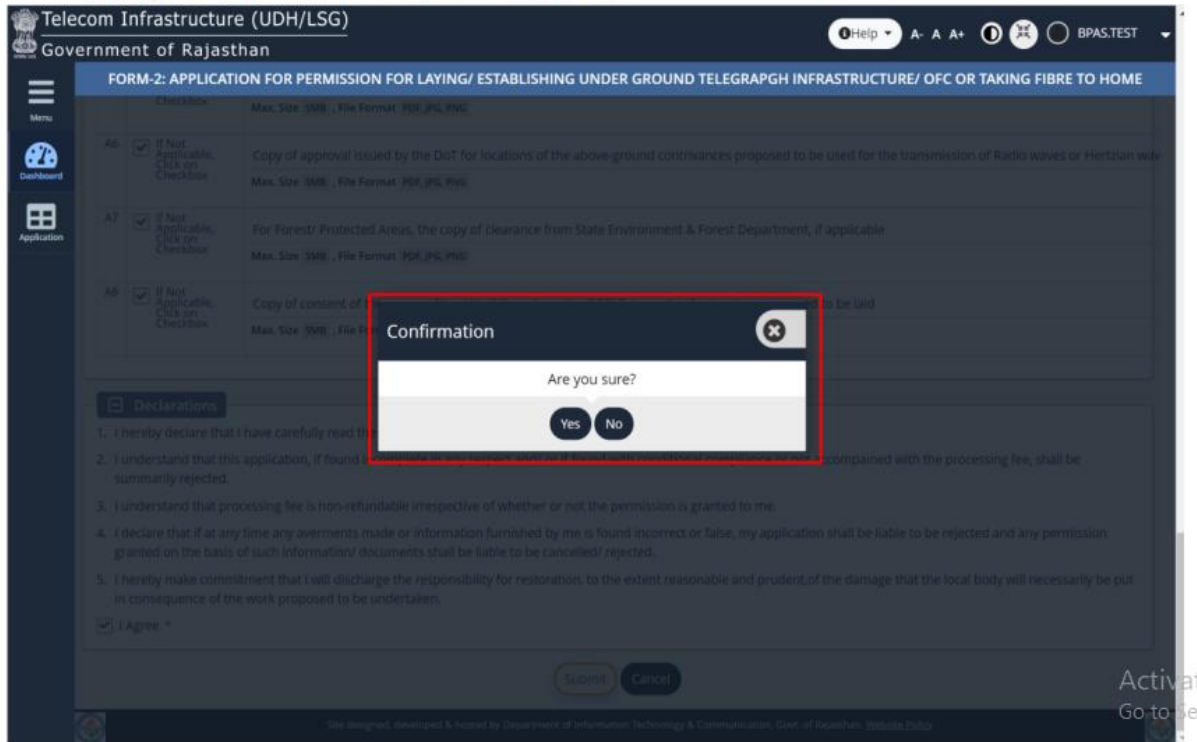 Telecom Infrastructure (UDH/LSG)
Government of Rajasthan
Help A- A A+ BPAS.TEST
FORM-2: APPLICATION FOR PERMISSION FOR LAYING/ ESTABLISHING UNDER GROUND TELEGRAPGH INFRASTRUCTURE/ OFC OR TAKING FIBRE TO HOME
Menu
Dashboard
Application
Checkbox
Max. Size 5MB , File Format PDF, JPG, PNG
A6 If Not Applicable, Click on Checkbox
Copy of approval issued by the DoT for locations of the above-ground contrivances proposed to be used for the transmission of Radio waves or Hertzian
Max. Size 5MB , File Format PDF, JPG, PNG
A7 If Not Applicable, Click on Checkbox
For Forest/ Protected Areas, the copy of clearance from State Environment & Forest Department, if applicable
Max. Size 5MB , File Format PDF, JPG, PNG
A8 If Not Applicable, Click on Checkbox
Copy of consent of
to be laid
Max. Size 5MB , File
Confirmation
Are you sure?
Yes No
Declarations
1. I hereby declare that I have carefully read
2. I understand that this application, if found
accompained with the processing fee, shall be
summarily rejected.
3. I understand that processing fee is non-refundable irrespective of whether or not the permission is granted to me.
4. I declare that if at any time any averments made or information furnished by me is found incorrect or false, my application shall be liable to be rejected and any permission
granted on the basis of such information/ documents shall be liable to be cancelled/ rejected.
5. I hereby make commitment that I will discharge the responsibility for restoration, to the extent reasonable and prudent,of the damage that the local body will necessarily be put
in consequence of the work proposed to be undertaken.
I Agree *
Submit Cancel
Site designed, developed & hosted by Department of Information Technology & Communication, Govt. of Rajasthan. Website Policy
Go to